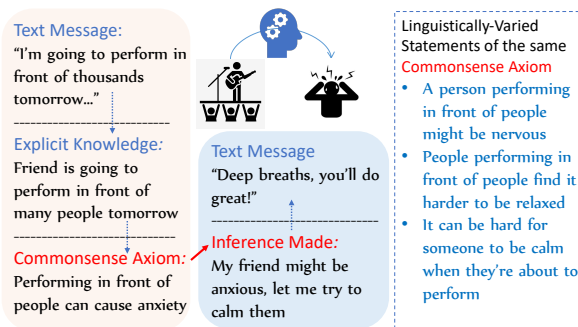 Text Message:
“I’m going to perform in
front of thousands
tomorrow…”
Explicit Knowledge:
Friend is going to
perform in front of
many people tomorrow
Commonsense Axiom:
Performing in front of
people can cause anxiety
Text Message
“Deep breaths, you’ll do
great!”
Inference Made:
My friend might be
anxious, let me try to
calm them
Linguistically-Varied
Statements of the same
Commonsense Axiom
• A person performing
in front of people
might be nervous
• People performing in
front of people find it
harder to be relaxed
• It can be hard for
someone to be calm
when they’re about to
perform